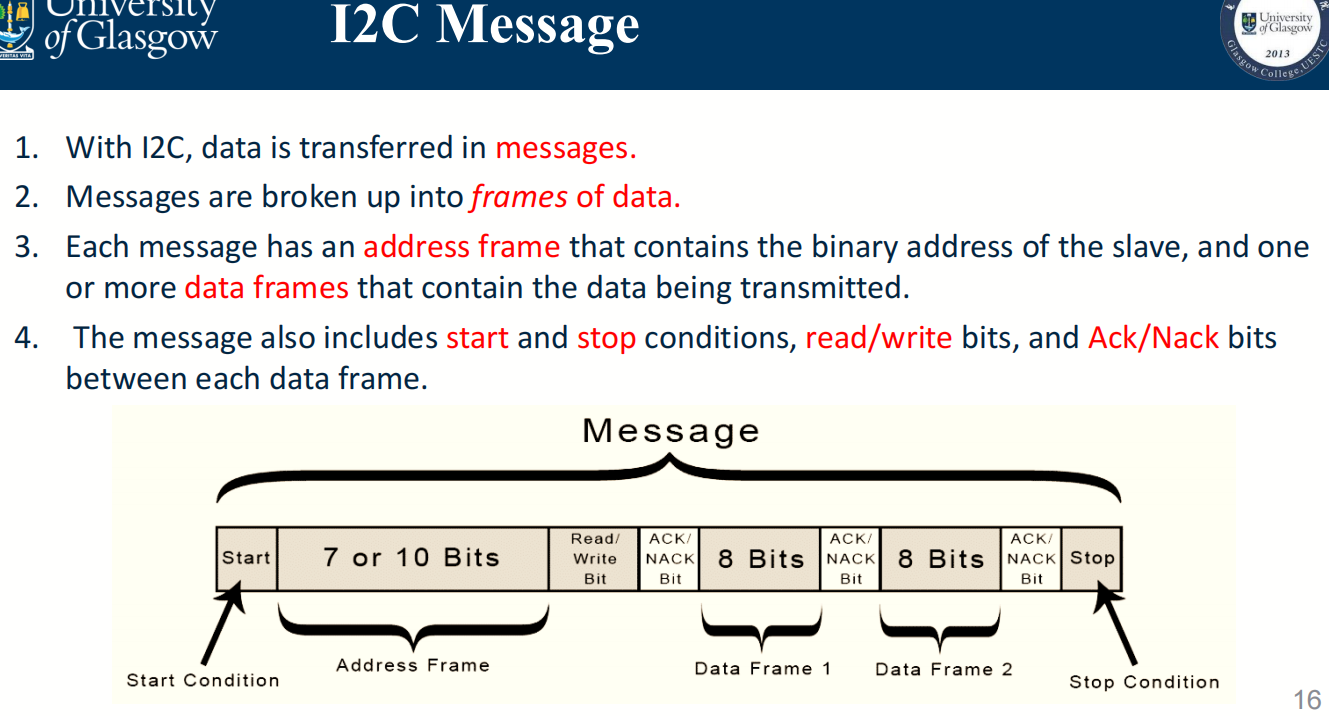 University
of Glasgow
VERITAS VITA
I2C Message
University
of Glasgow
2013
Glasgow College, UESTC
1. With I2C, data is transferred in messages.
2. Messages are broken up into frames of data.
3. Each message has an address frame that contains the binary address of the slave, and one
or more data frames that contain the data being transmitted.
4. The message also includes start and stop conditions, read/write bits, and Ack/Nack bits
between each data frame.
Message
Start
7 or 10 Bits
Read/
Write
Bit
ACK/
NACK
Bit
8 Bits
ACK/
NACK
Bit
8 Bits
ACK/
NACK
Bit
Stop
Address Frame
Data Frame 1
Data Frame 2
Start Condition
Stop Condition
16